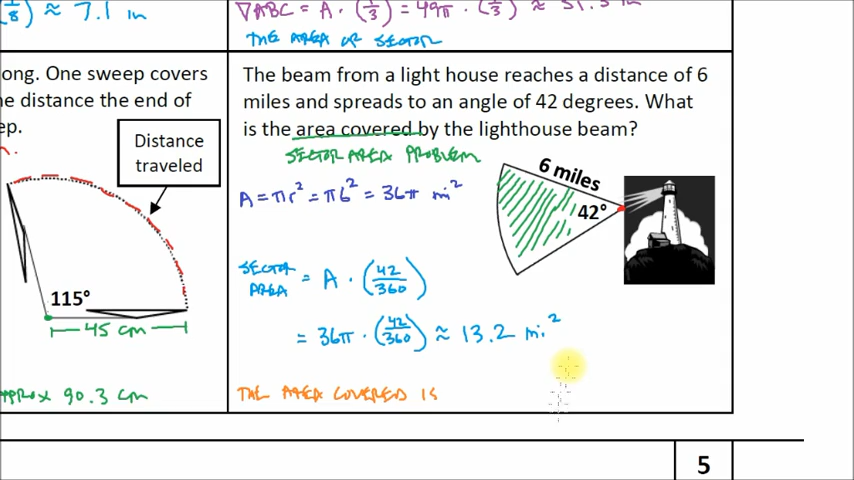 (1/8) ≈ 7.1 in
∇ABC = A · (1/3) = 49π · (1/3) ≈ 51.3 in
THE AREA OF SECTOR
ong. One sweep covers
e distance the end of
ep.
Distance
traveled
115°
45 cm
APPROX 90.3 cm
The beam from a light house reaches a distance of 6
miles and spreads to an angle of 42 degrees. What
is the area covered by the lighthouse beam?
SECTOR AREA PROBLEM
6 miles
42°
A = πr² = π6² = 36π mi²
SECTOR AREA = A · (42/360)
= 36π · (42/360) ≈ 13.2 mi²
THE AREA COVERED IS
5